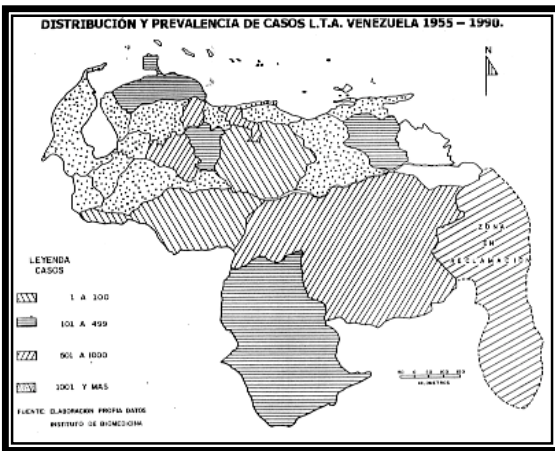 DISTRIBUCIÓN Y PREVALENCIA DE CASOS L.T.A. VENEZUELA 1955 – 1990.
N
ZONA
EN
RECLAMACIÓN
LEYENDA
CASOS
1 A 100
101 A 499
501 A 1000
1001 Y MAS
KILOMETROS
FUENTE ELABORACION PROPIA DATOS
INSTITUTO DE BIOMEDICINA